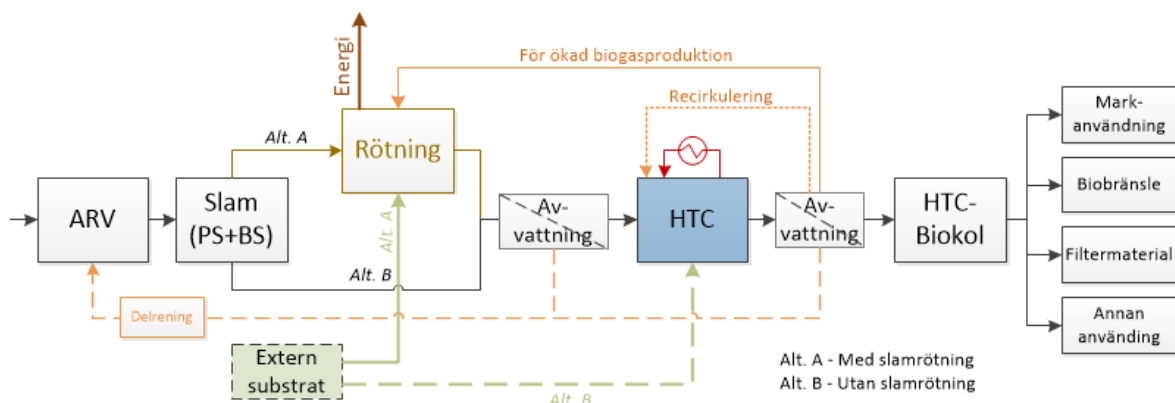 Energi
För ökad biogasproduktion
Recirkulering
Alt. A
Rötning
ARV
Slam
(PS+BS)
Alt. A
Av-
vattning
HTC
Av-
vattning
HTC-
Biokol
Mark-
användning
Biobränsle
Filtermaterial
Annan
använding
Alt. B
Delrening
Extern
substrat
Alt. B
Alt. A - Med slamrötning
Alt. B - Utan slamrötning